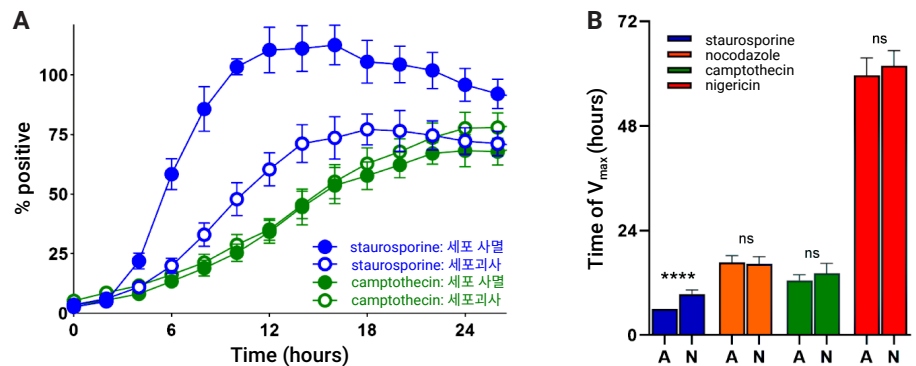 A
% positive
100
75
50
25
0
0 6 12 18 24
Time (hours)
staurosporine: 세포 사멸
staurosporine: 세포괴사
camptothecin: 세포 사멸
camptothecin: 세포괴사
B
Time of Vmax (hours)
72
48
24
0
staurosporine
nocodazole
camptothecin
nigericin
****
ns
ns
ns
A N A N A N A N